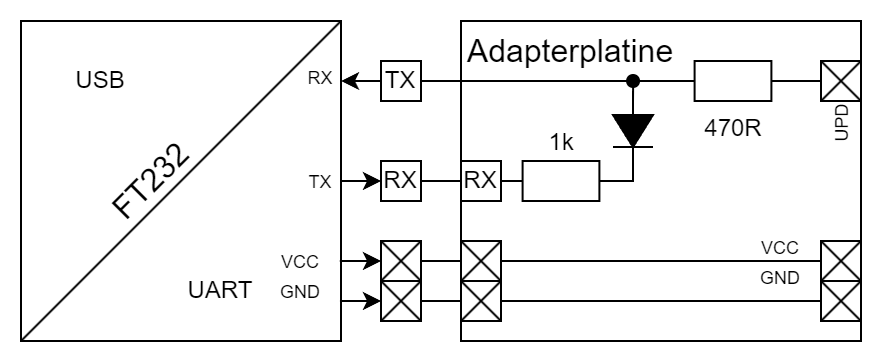 Adapterplatine
USB
RX
TX
470R
UPD
1k
FT232
TX
RX
RX
VCC
VCC
UART
GND
GND